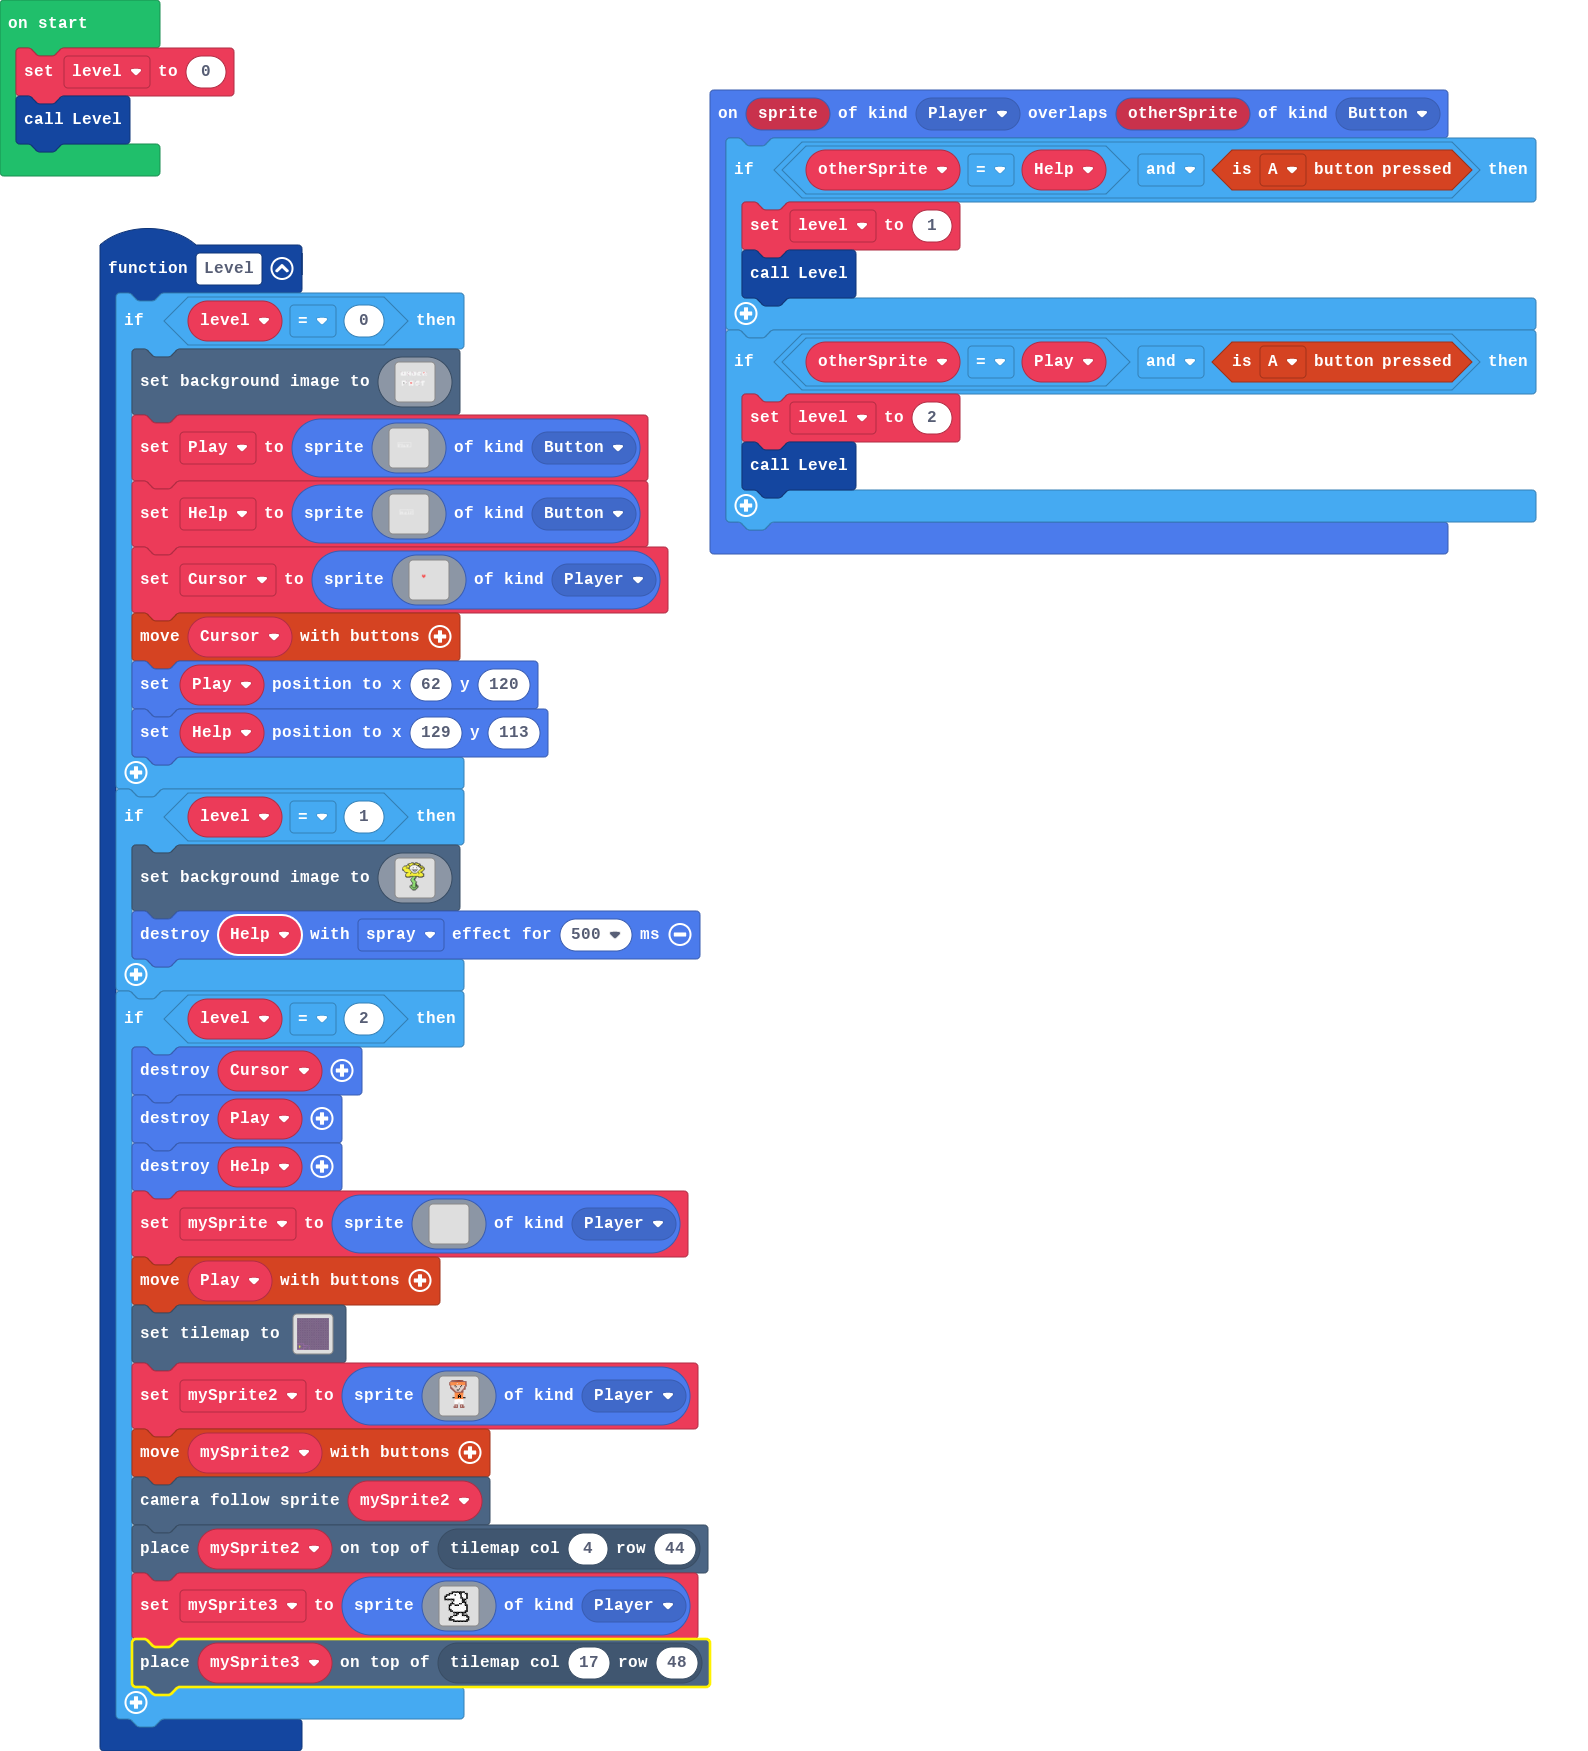 on start
set level to 0
call Level
on sprite of kind Player overlaps otherSprite of kind Button
if otherSprite = Help and is A button pressed then
set level to 1
call Level
if otherSprite = Play and is A button pressed then
set level to 2
call Level
function Level
if level = 0 then
set background image to
set Play to sprite of kind Button
set Help to sprite of kind Button
set Cursor to sprite of kind Player
move Cursor with buttons
set Play position to x 62 y 120
set Help position to x 129 y 113
if level = 1 then
set background image to
destroy Help with spray effect for 500 ms
if level = 2 then
destroy Cursor
destroy Play
destroy Help
set mySprite to sprite of kind Player
move Play with buttons
set tilemap to
set mySprite2 to sprite of kind Player
move mySprite2 with buttons
camera follow sprite mySprite2
place mySprite2 on top of tilemap col 4 row 44
set mySprite3 to sprite of kind Player
place mySprite3 on top of tilemap col 17 row 48